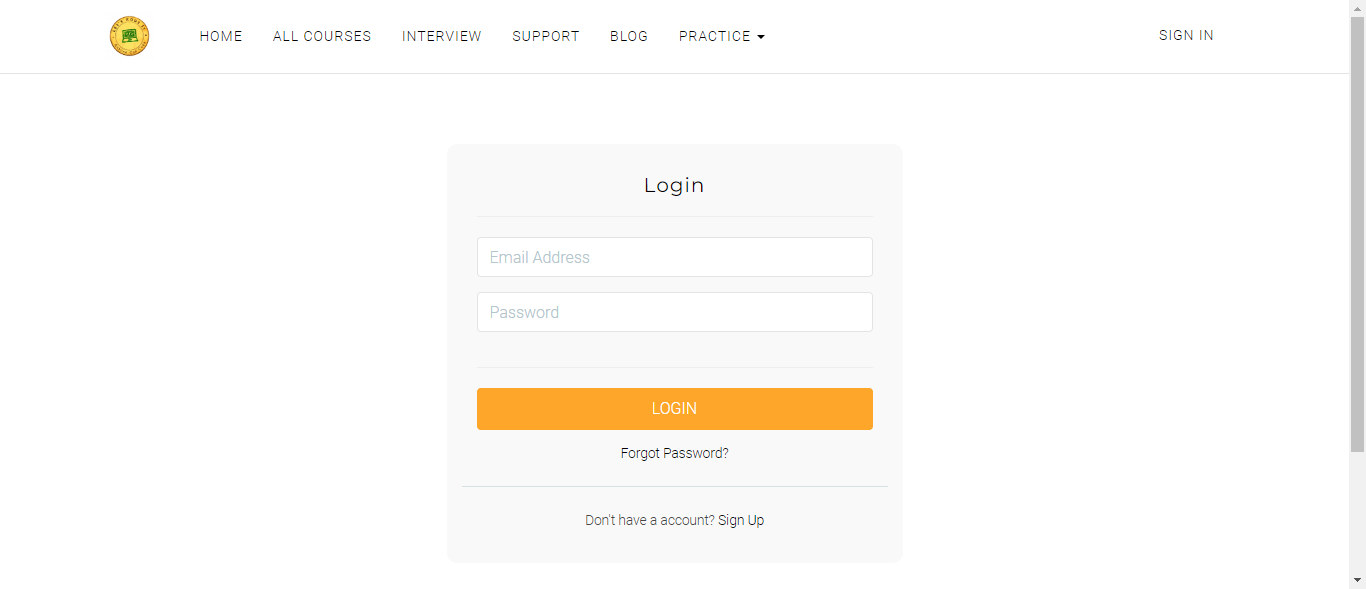 HOME ALL COURSES INTERVIEW SUPPORT BLOG PRACTICE SIGN IN
Login
Email Address
Password
LOGIN
Forgot Password?
Don't have a account? Sign Up